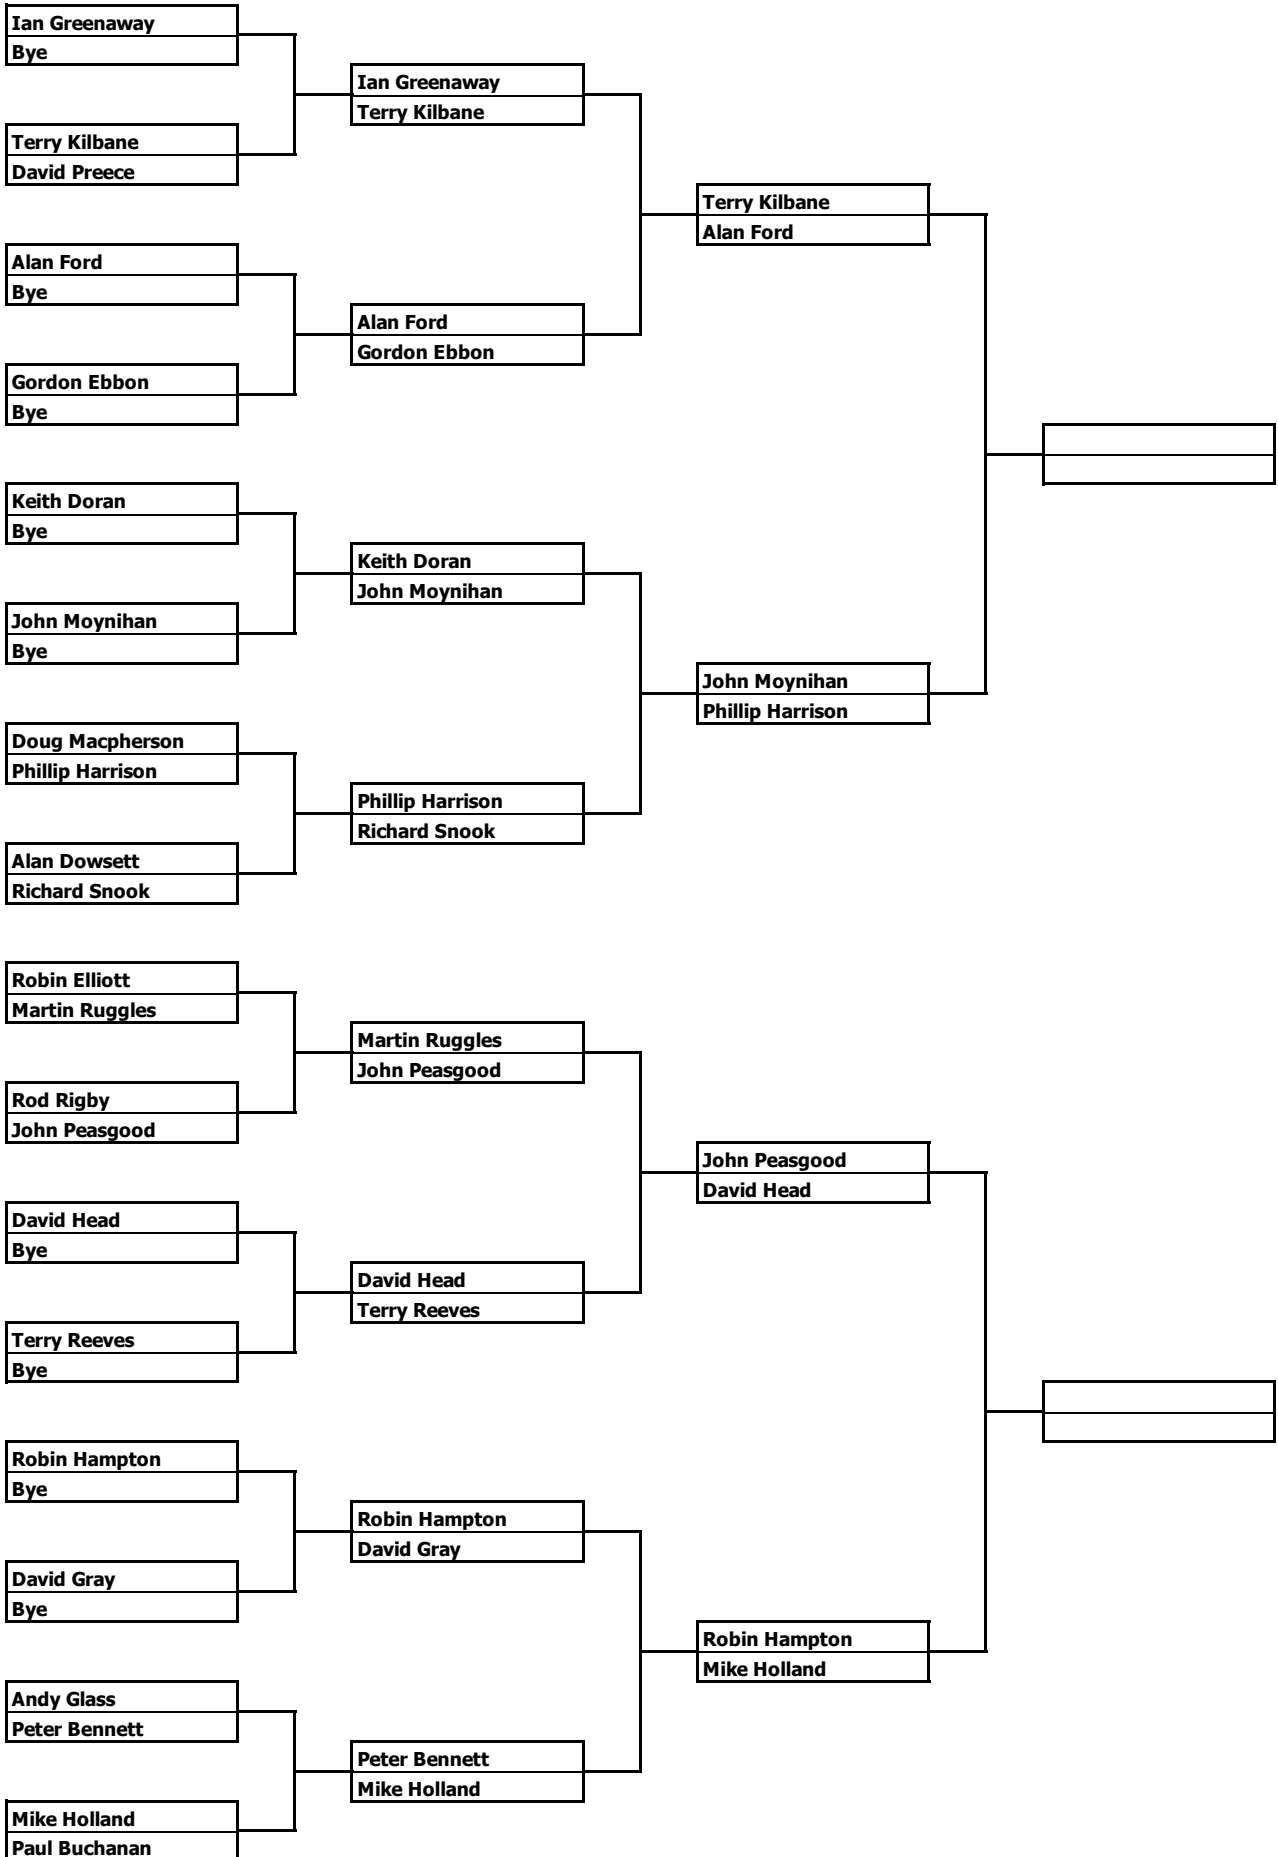 Ian Greenaway
Bye
Terry Kilbane
David Preece
Alan Ford
Bye
Gordon Ebbon
Bye
Keith Doran
Bye
John Moynihan
Bye
Doug Macpherson
Phillip Harrison
Alan Dowsett
Richard Snook
Robin Elliott
Martin Ruggles
Rod Rigby
John Peasgood
David Head
Bye
Terry Reeves
Bye
Robin Hampton
Bye
David Gray
Bye
Andy Glass
Peter Bennett
Mike Holland
Paul Buchanan
Ian Greenaway
Terry Kilbane
Alan Ford
Gordon Ebbon
Keith Doran
John Moynihan
Phillip Harrison
Richard Snook
Martin Ruggles
John Peasgood
David Head
Terry Reeves
Robin Hampton
David Gray
Peter Bennett
Mike Holland
Terry Kilbane
Alan Ford
John Moynihan
Phillip Harrison
John Peasgood
David Head
Robin Hampton
Mike Holland